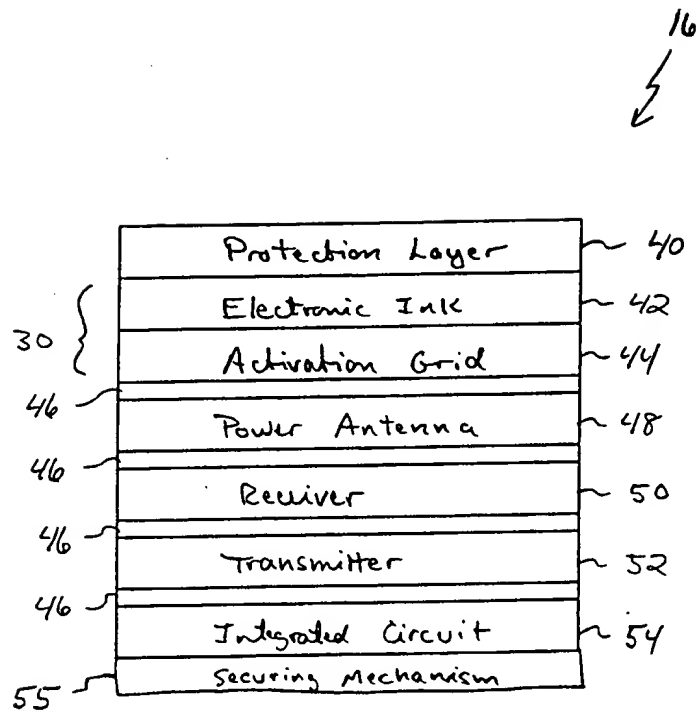 16
Protection Layer 40
Electronic Ink 42
30
Activation Grid 44
46
Power Antenna 48
46
Receiver 50
46
Transmitter 52
46
Integrated Circuit 54
55 Securing Mechanism